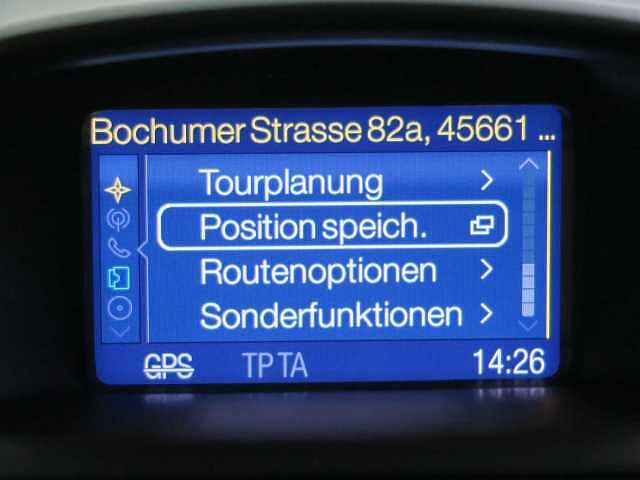 Bochumer Strasse 82a, 45661 ...
Tourplanung
Position speich.
Routenoptionen
Sonderfunktionen
GPS TP TA 14:26